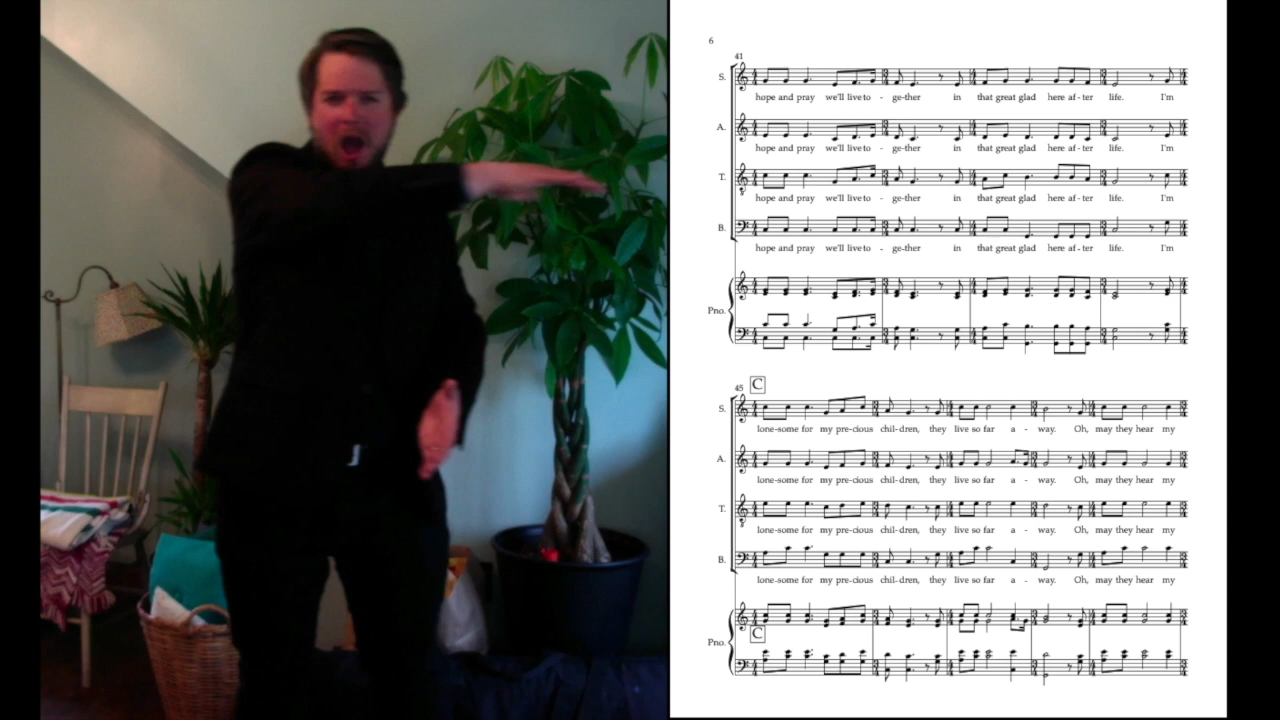 6
41
S. hope and pray we'll live to - ge-ther in that great glad here af-ter life. I'm
A. hope and pray we'll live to - ge-ther in that great glad here af-ter life. I'm
T. hope and pray we'll live to - ge-ther in that great glad here af-ter life. I'm
B. hope and pray we'll live to - ge-ther in that great glad here af-ter life. I'm
Pno.
45 C
S. lone-some for my pre-cious chil-dren, they live so far a - way. Oh, may they hear my
A. lone-some for my pre-cious chil-dren, they live so far a - way. Oh, may they hear my
T. lone-some for my pre-cious chil-dren, they live so far a - way. Oh, may they hear my
B. lone-some for my pre-cious chil-dren, they live so far a - way. Oh, may they hear my
C
Pno.